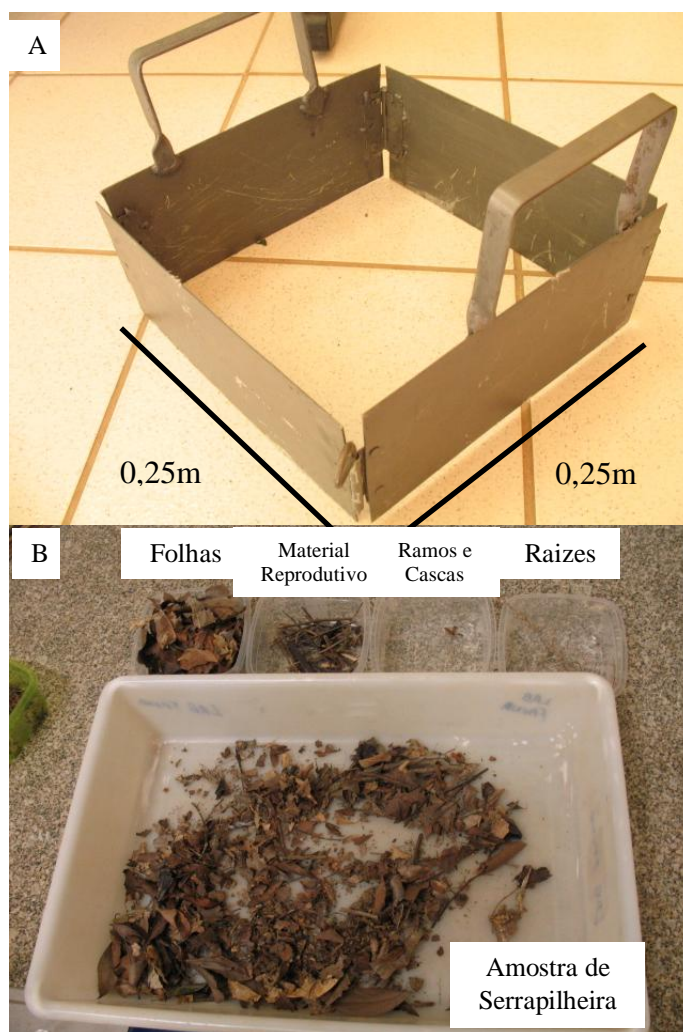 A
0,25m
0,25m
B
Folhas
Material
Reprodutivo
Ramos e
Cascas
Raizes
Amostra de
Serrapilheira